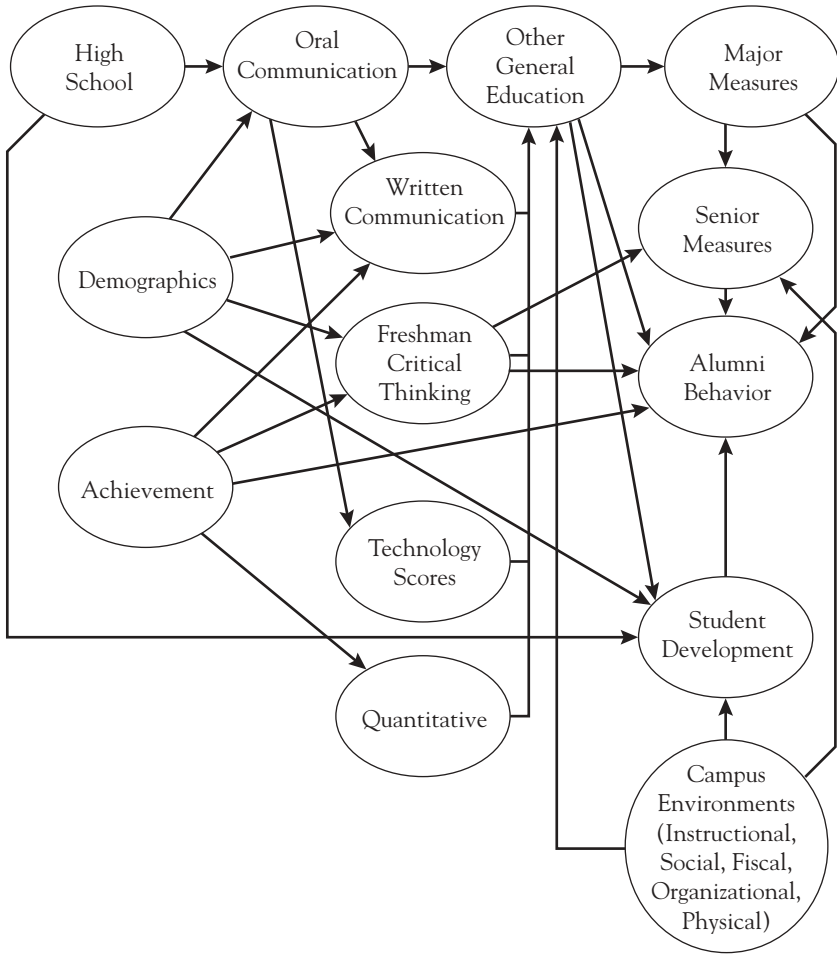 High
School
Oral
Communication
Other
General
Education
Major
Measures
Written
Communication
Senior
Measures
Demographics
Freshman
Critical
Thinking
Alumni
Behavior
Achievement
Technology
Scores
Student
Development
Quantitative
Campus
Environments
(Instructional,
Social, Fiscal,
Organizational,
Physical)